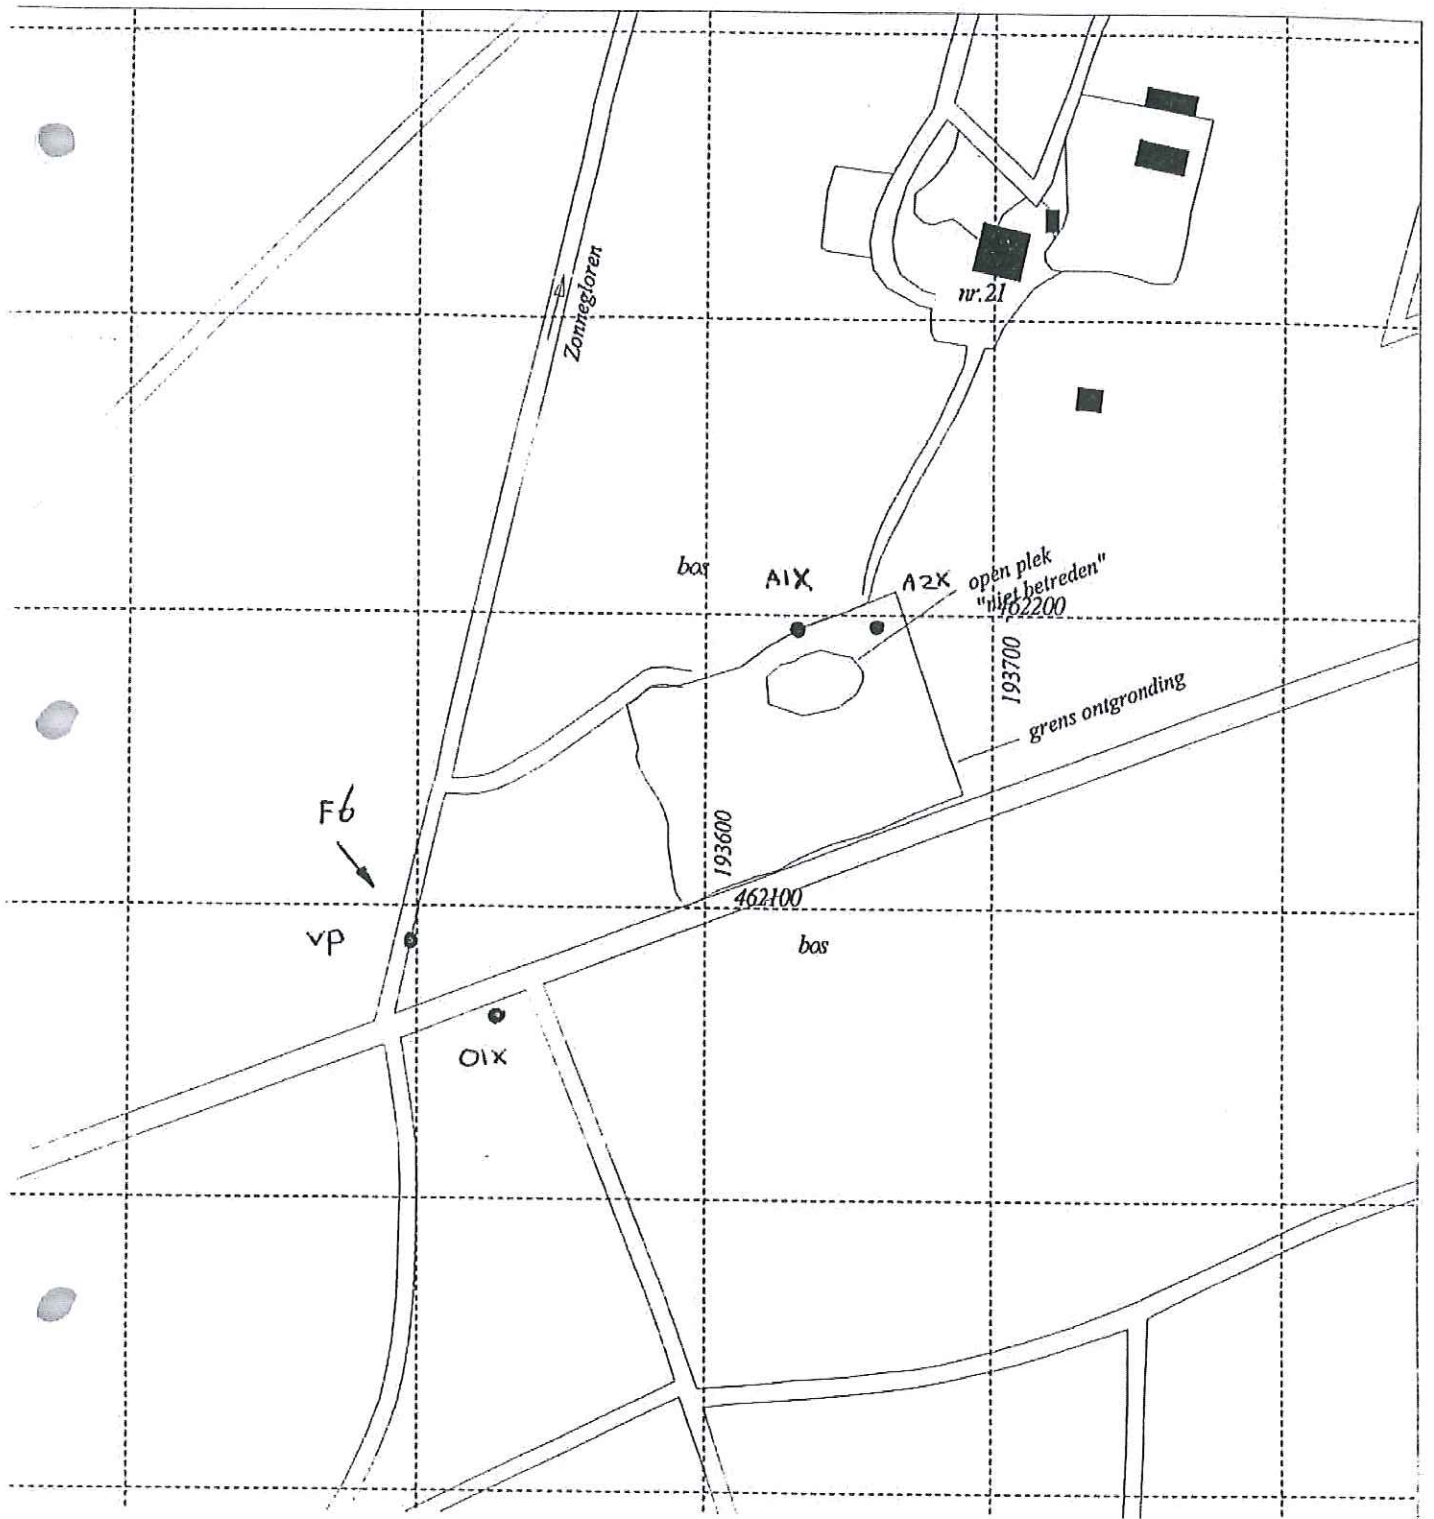 Zonnegloren
nr.21
bos
A1X
A2X
open plek
"niet betreden"
462200
193700
grens ontgronding
F6
193600
462100
VP
bos
O1X